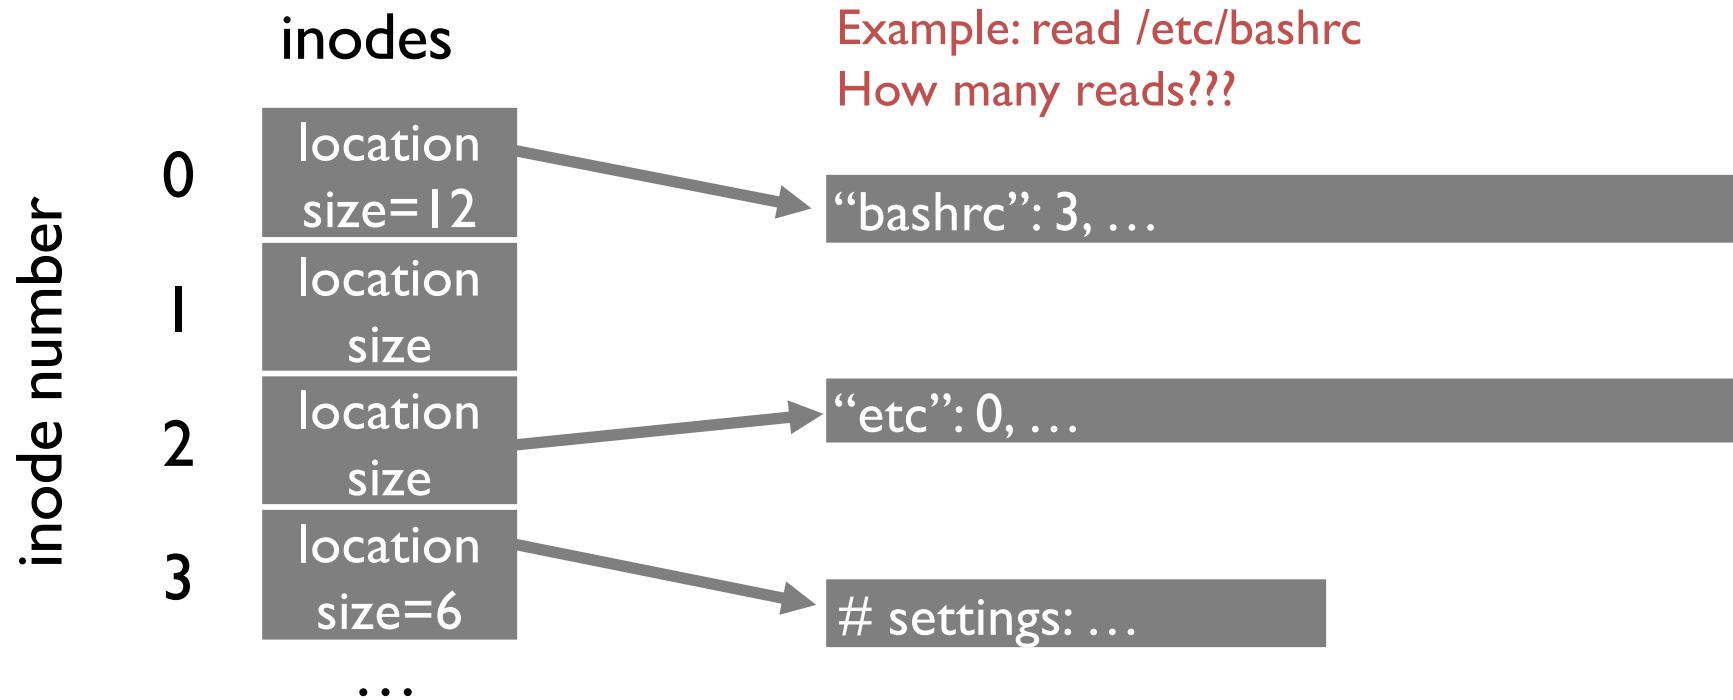 inodes
Example: read /etc/bashrc
How many reads???
inode number
0
location
size=12
“bashrc”: 3, …
1
location
size
2
location
size
“etc”: 0, …
3
location
size=6
# settings: …
…